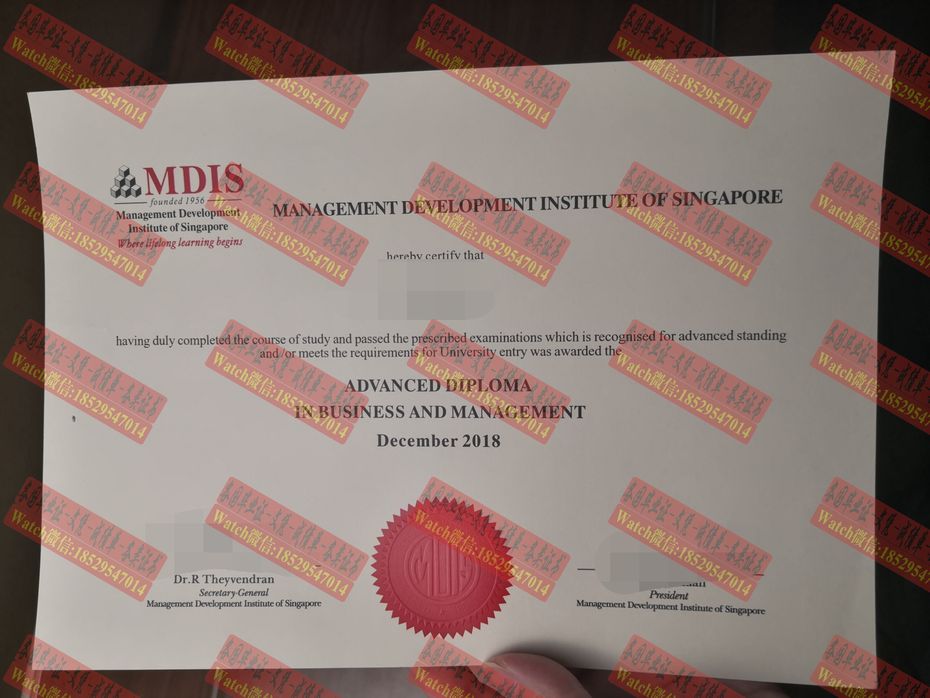 MDIS
founded 1956
Management Development
Institute of Singapore
Where lifelong learning begins
MANAGEMENT DEVELOPMENT INSTITUTE OF SINGAPORE
hereby certify that
having duly completed the course of study and passed the prescribed examinations which is recognised for advanced standing
and/or meets the requirements for University entry was awarded the
ADVANCED DIPLOMA
IN BUSINESS AND MANAGEMENT
December 2018
Dr.R Theyvendran
Secretary-General
Management Development Institute of Singapore
President
Management Development Institute of Singapore
MDIS
Watch微信:18529547014